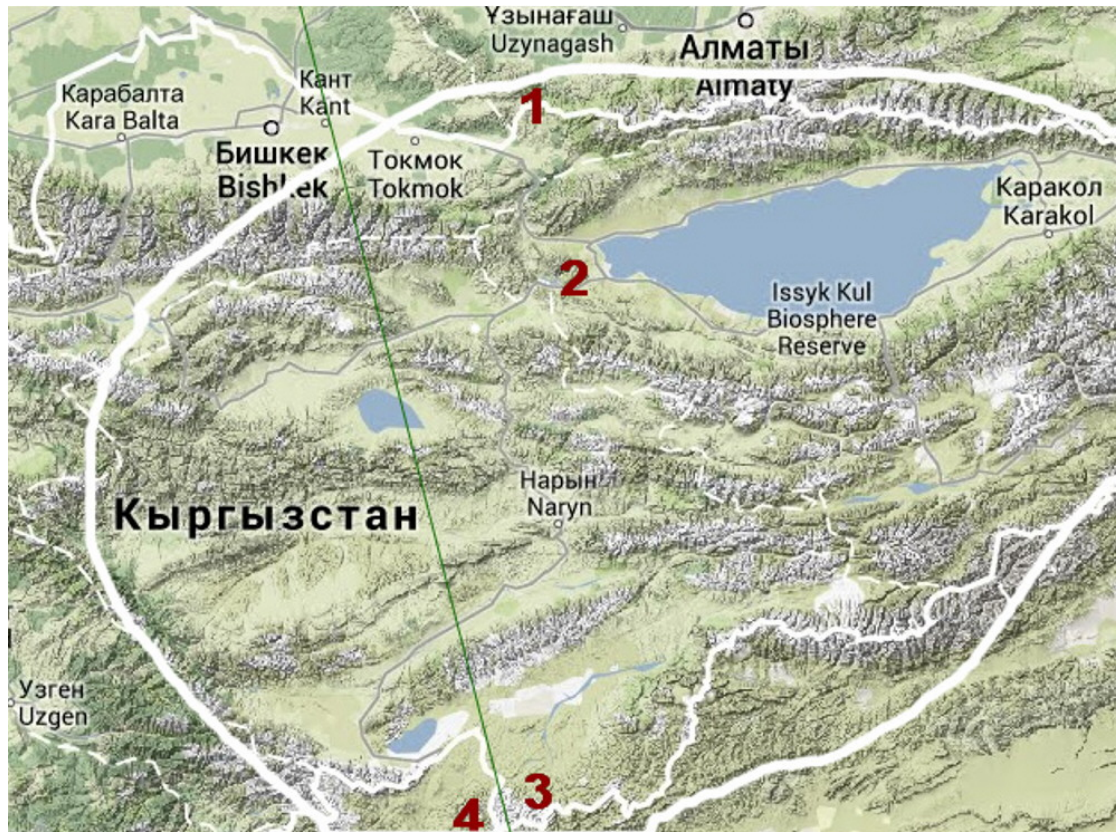 Ұзынағаш
Uzynagash
Алматы
Almaty
Кант
Kant
Карабалта
Kara Balta
1
Бишкек
Bishkek
Токмок
Tokmok
Каракол
Karakol
2
Issyk Kul
Biosphere
Reserve
Нарын
Naryn
Кыргызстан
Узген
Uzgen
3
4